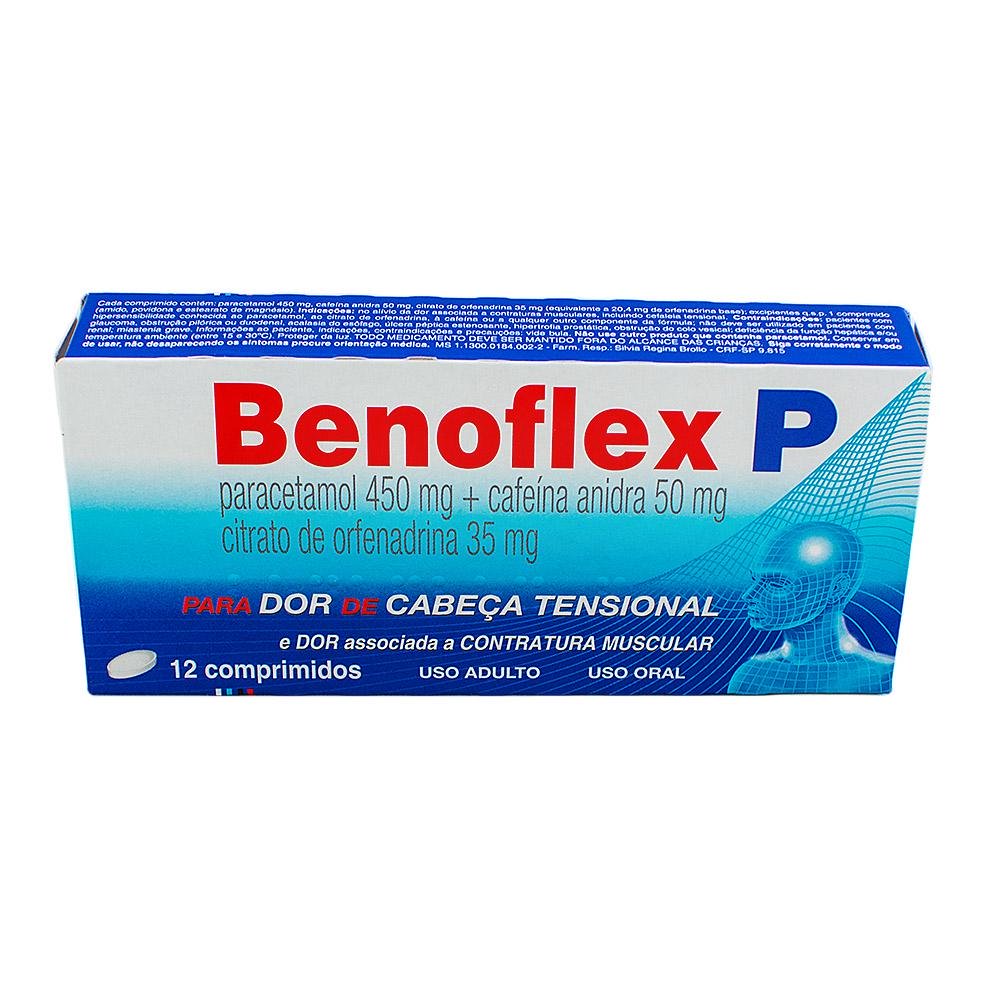 Cada comprimido contém: paracetamol 450 mg, cafeína anidra 50 mg, citrato de orfenadrina 35 mg (equivalente a 20,4 mg de orfenadrina base); excipientes q.s.p. 1 comprimido
(amido, povidona e estearato de magnésio). Indicações: no alívio da dor associada a contraturas musculares, incluindo cefaleia tensional. Contraindicações: pacientes com
hipersensibilidade conhecida ao paracetamol, ao citrato de orfenadrina, à cafeína ou a qualquer outro componente da fórmula; não deve ser utilizado em pacientes com
glaucoma, obstrução pilórica ou duodenal, acalasia do esôfago, úlcera péptica estenosante, hipertrofia prostática, obstrução do colo vesical; deficiência da função hepática e/ou
renal; miastenia grave. Informações ao paciente, indicações, contraindicações e precauções: vide bula. Não use outro produto que contenha paracetamol. Conservar em
temperatura ambiente (entre 15 e 30°C). Proteger da luz. TODO MEDICAMENTO DEVE SER MANTIDO FORA DO ALCANCE DAS CRIANÇAS. Siga corretamente o modo
de usar, não desaparecendo os sintomas procure orientação médica. MS 1.1300.0184.002-2 - Farm. Resp.: Silvia Regina Brollo - CRF-SP 9.815
Benoflex P
paracetamol 450 mg + cafeína anidra 50 mg
citrato de orfenadrina 35 mg
PARA DOR DE CABEÇA TENSIONAL
e DOR associada a CONTRATURA MUSCULAR
12 comprimidos USO ADULTO USO ORAL